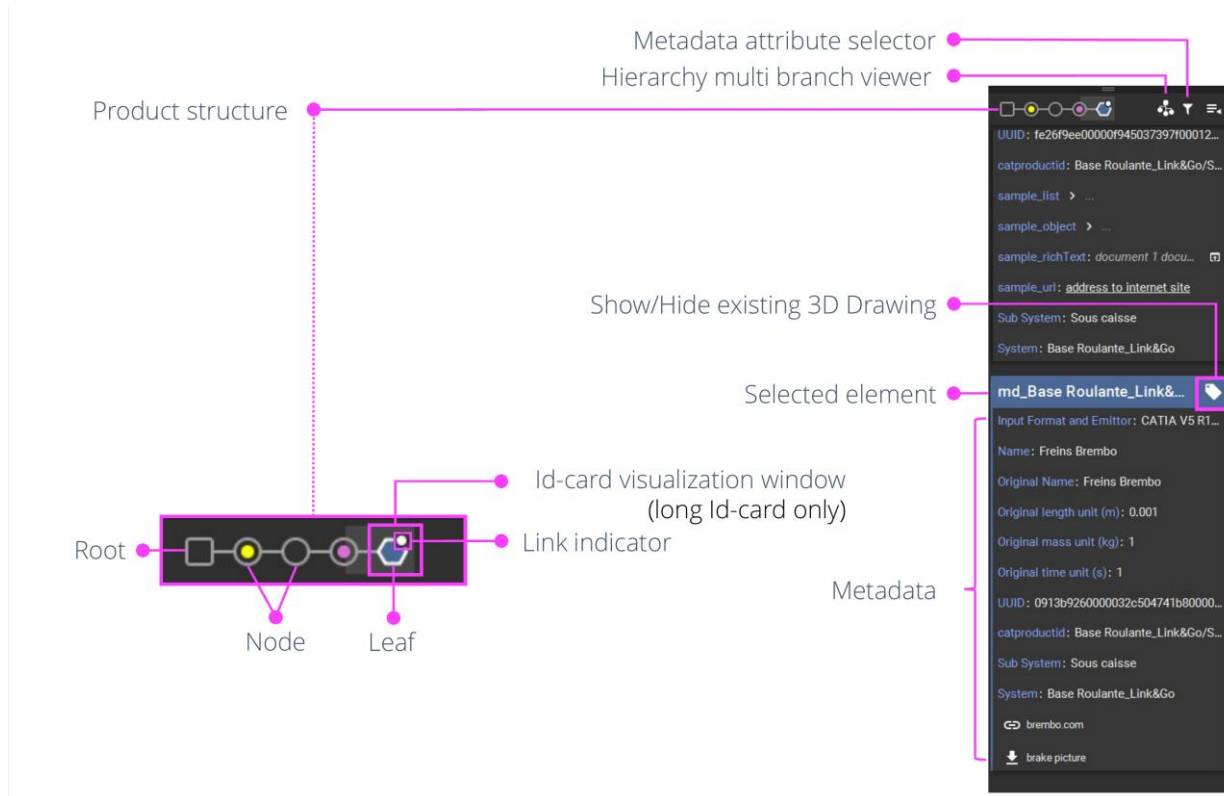 Metadata attribute selector
Hierarchy multi branch viewer
Product structure
UUID: fe26f9ee00000f945037397f00012...
catproductid: Base Roulante_Link&Go/S...
sample_list > ...
sample_object > ...
sample_richText: document 1 docu...
sample_url: address to internet site
Show/Hide existing 3D Drawing
Sub System: Sous caisse
System: Base Roulante_Link&Go
Selected element
md_Base Roulante_Link&...
Input Format and Emittor: CATIA V5 R1...
Name: Freins Brembo
Original Name: Freins Brembo
Original length unit (m): 0.001
Original mass unit (kg): 1
Original time unit (s): 1
UUID: 0913b9260000032c504741b80000...
catproductid: Base Roulante_Link&Go/S...
Sub System: Sous caisse
System: Base Roulante_Link&Go
brembo.com
brake picture
Metadata
Id-card visualization window
(long Id-card only)
Link indicator
Root
Node
Leaf